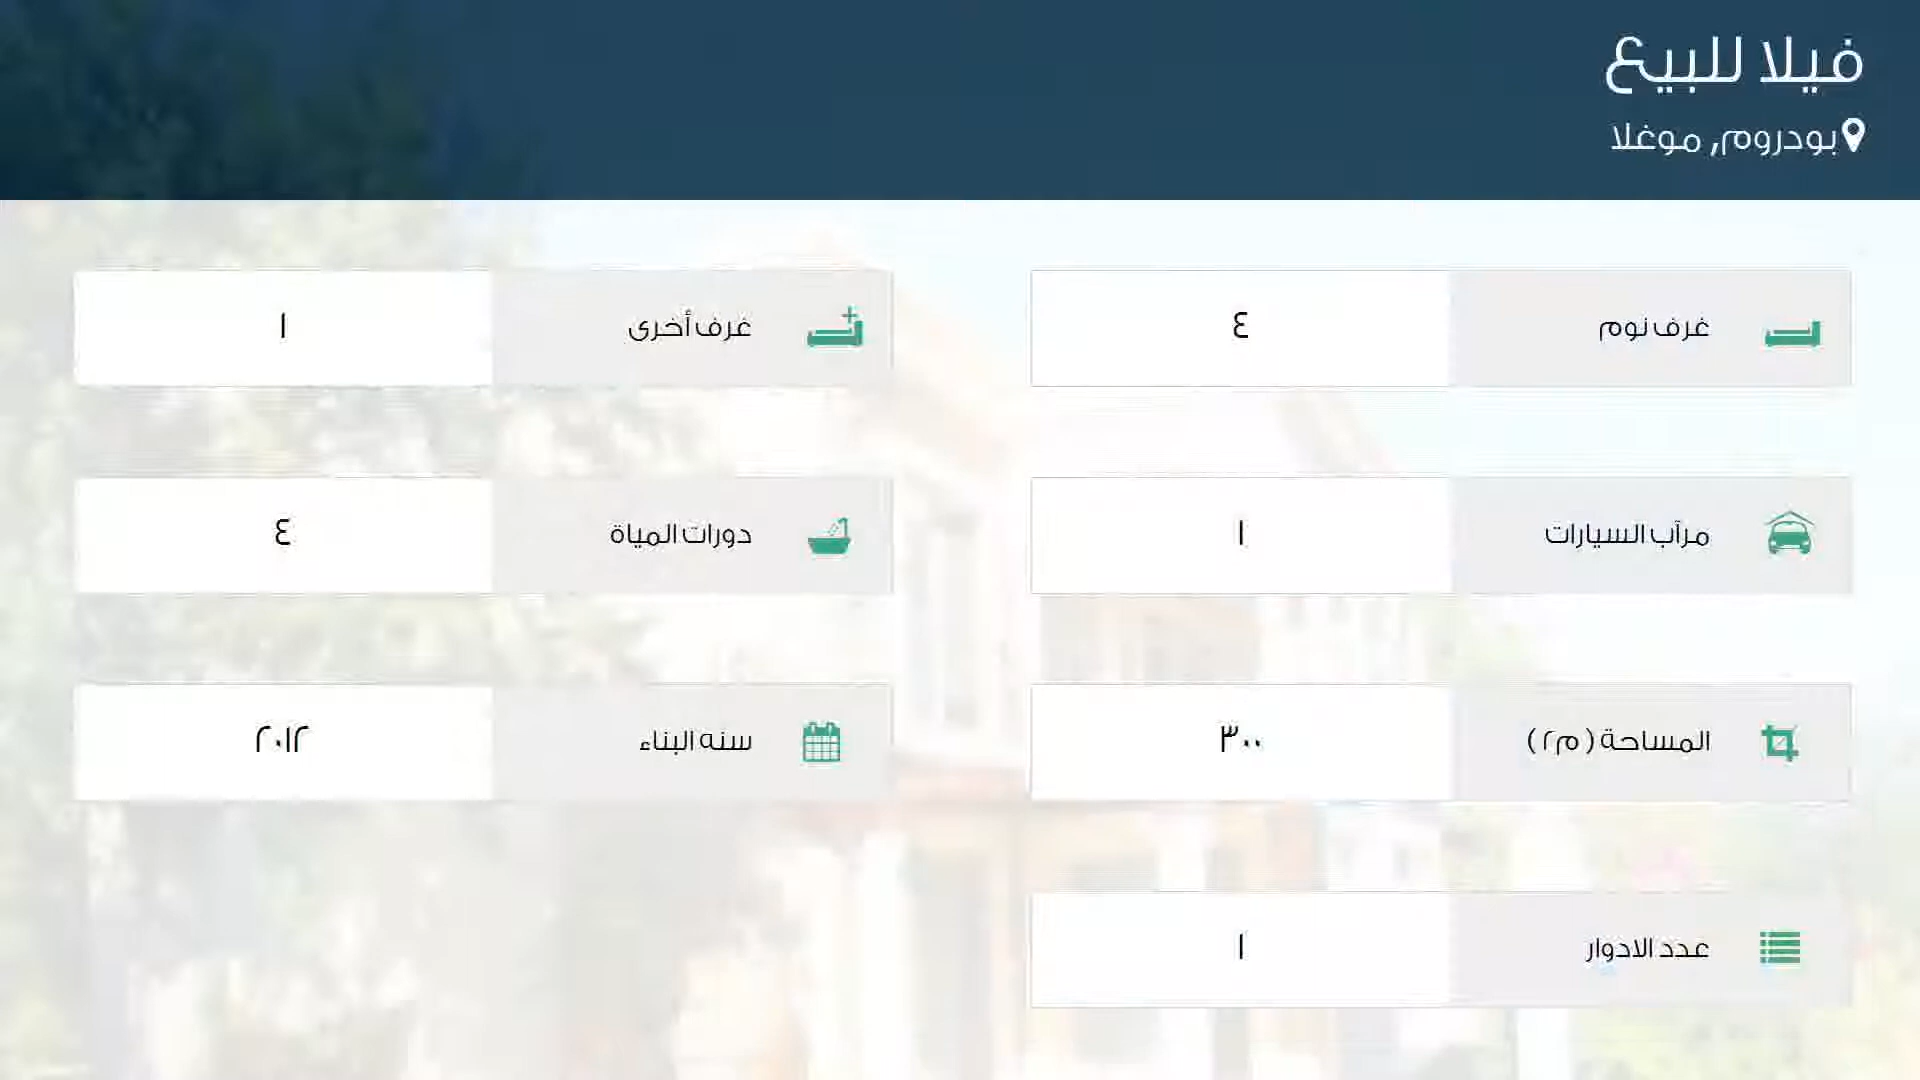 فيلا للبيع
بودروم, موغلا
غرف نوم ٤
غرف أخرى ١
مرآب السيارات ١
دورات المياة ٤
المساحة ( م٢ ) ٣٠٠
سنه البناء ٢٠١٢
عدد الادوار ١